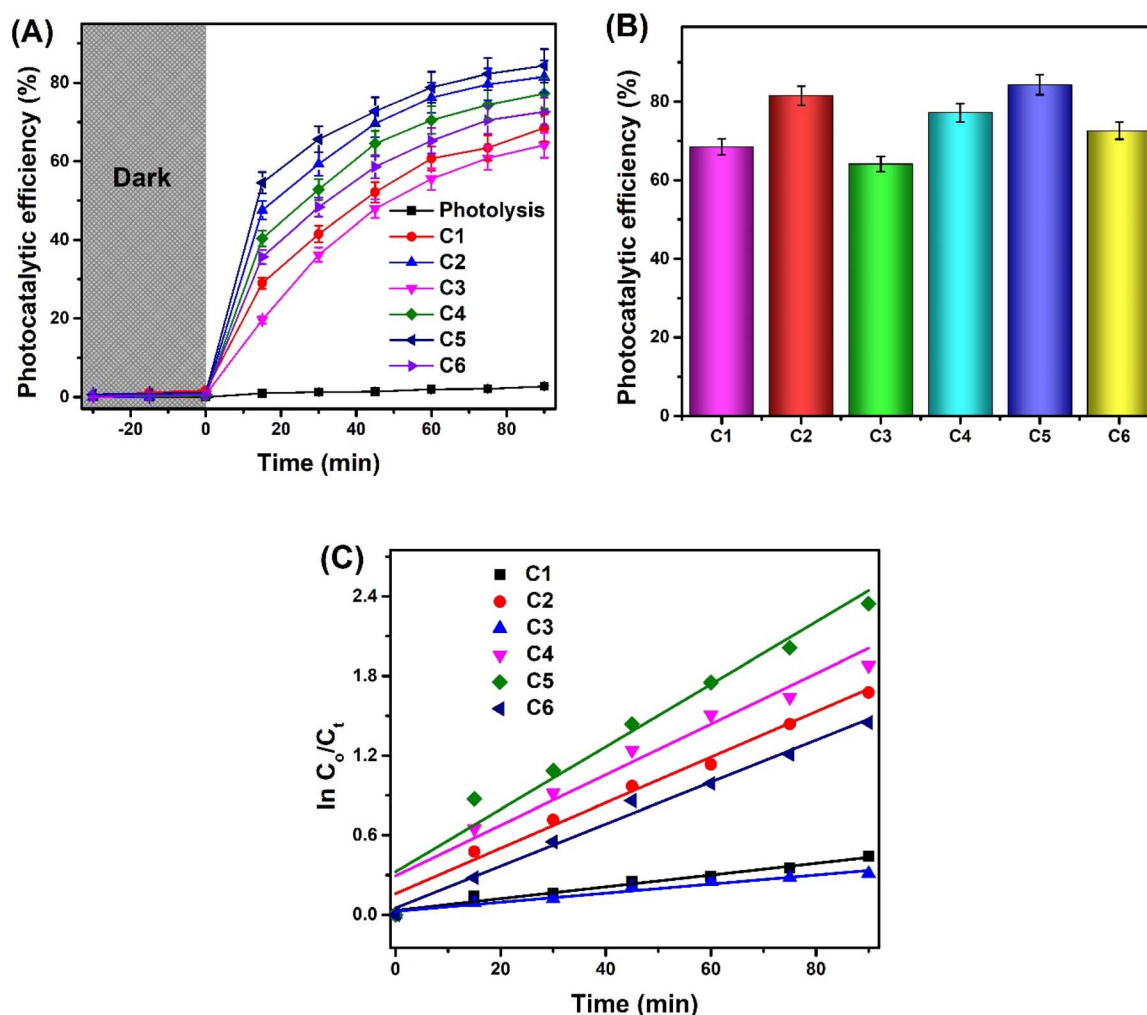 (A)
Photocatalytic efficiency (%)
80
60
40
20
0
Dark
Photolysis
C1
C2
C3
C4
C5
C6
-20 0 20 40 60 80
Time (min)
(B)
Photocatalytic efficiency (%)
80
60
40
20
0
C1 C2 C3 C4 C5 C6
(C)
ln Co/Ct
2.4
1.8
1.2
0.6
0.0
C1
C2
C3
C4
C5
C6
0 20 40 60 80
Time (min)